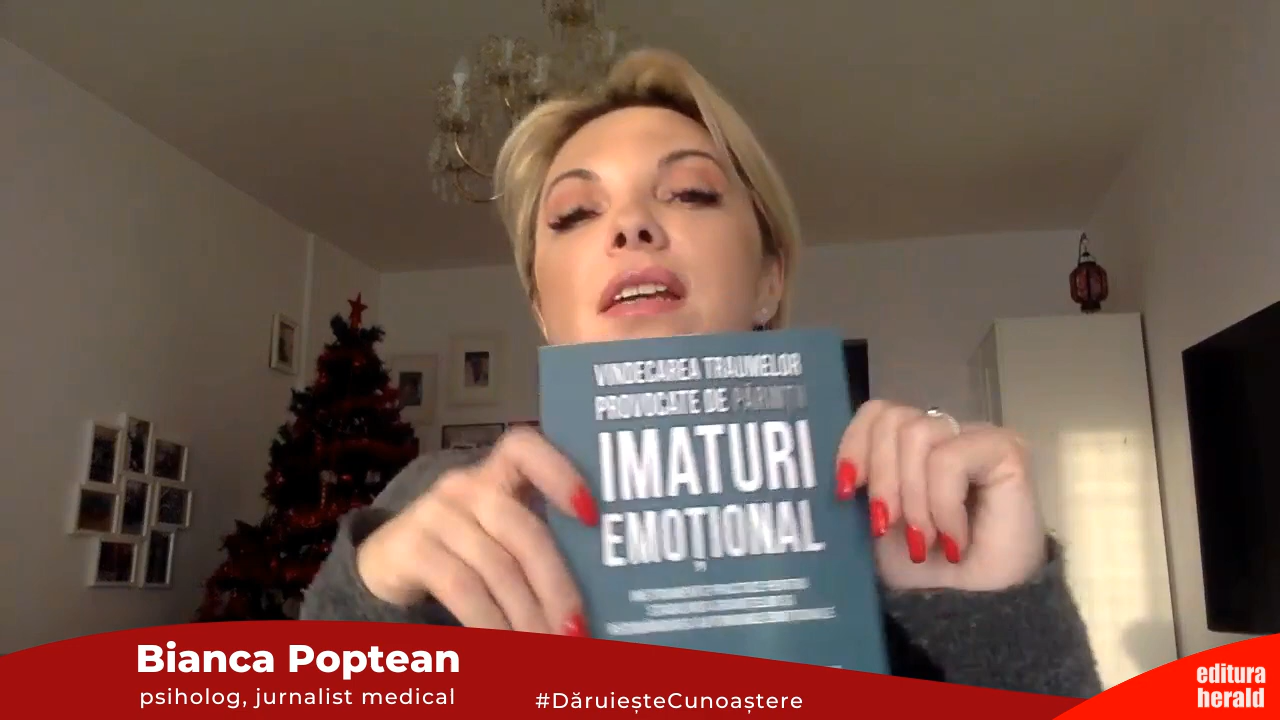 VINDECAREA TRAUMELOR
PROVOCATE DE PĂRINȚII
IMATURI
EMOȚIONAL
Bianca Poptean
psiholog, jurnalist medical
#DăruieșteCunoaștere
editura
herald